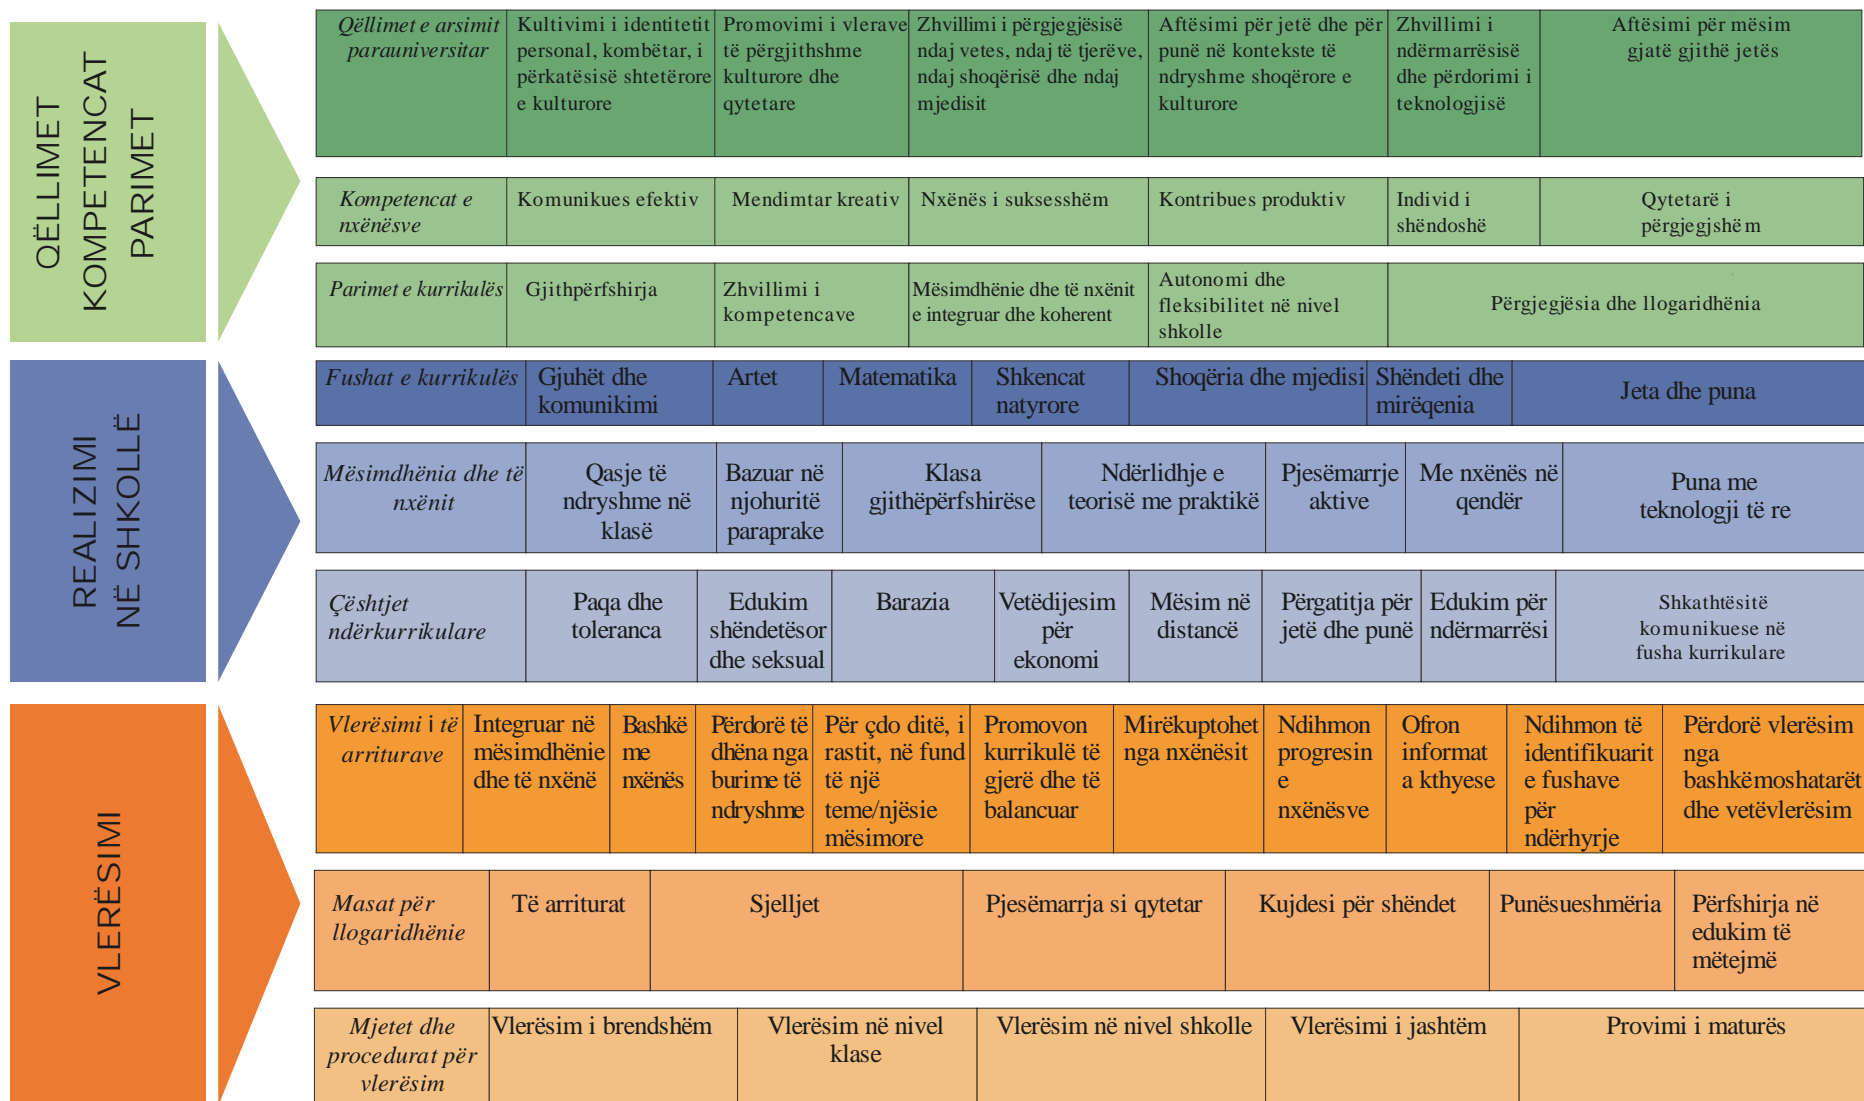 QËLLIMET
KOMPETENCAT
PARIMET
Qëllimet e arsimit
parauniversitar
Kultivimi i identitetit
personal, kombëtar, i
përkatësisë shtetërore
e kulturore
Promovimi i vlerave
të përgjithshme
kulturore dhe
qytetare
Zhvillimi i përgjegjësisë
ndaj vetes, ndaj të tjerëve,
ndaj shoqërisë dhe ndaj
mjedisit
Aftësimi për jetë dhe për
punë në kontekste të
ndryshme shoqërore e
kulturore
Zhvillimi i
ndërmarrësisë
dhe përdorimi i
teknologjisë
Aftësimi për mësim
gjatë gjithë jetës
Kompetencat e
nxënësve
Komunikues efektiv
Mendimtar kreativ
Nxënës i suksesshëm
Kontribues produktiv
Individ i
shëndoshë
Qytetarë i
përgjegjshëm
Parimet e kurrikulës
Gjithpërfshirja
Zhvillimi i
kompetencave
Mësimdhënie dhe të nxënit
e integruar dhe koherent
Autonomi dhe
fleksibilitet në nivel
shkolle
Përgjegjësia dhe llogaridhënia
REALIZIMI
NË SHKOLLË
Fushat e kurrikulës
Gjuhët dhe
komunikimi
Artet
Matematika
Shkencat
natyrore
Shoqëria dhe mjedisi
Shëndeti dhe
mirëqenia
Jeta dhe puna
Mësimdhënia dhe të
nxënit
Qasje të
ndryshme në
klasë
Bazuar në
njohuritë
paraprake
Klasa
gjithëpërfshirëse
Ndërlidhje e
teorisë me praktikë
Pjesëmarrje
aktive
Me nxënës në
qendër
Puna me
teknologji të re
Çështjet
ndërkurrikulare
Paqa dhe
toleranca
Edukim
shëndetësor
dhe seksual
Barazia
Vetëdijesim
për
ekonomi
Mësim në
distancë
Përgatitja për
jetë dhe punë
Edukim për
ndërmarrësi
Shkathtësitë
komunikuese në
fusha kurrikulare
VLERËSIMI
Vlerësimi i të
arriturave
Integruar në
mësimdhënie
dhe të nxënë
Bashkë
me
nxënës
Përdorë të
dhëna nga
burime të
ndryshme
Për çdo ditë, i
rastit, në fund
të një
teme/njësie
mësimore
Promovon
kurrikulë të
gjerë dhe të
balancuar
Mirëkuptohet
nga nxënësit
Ndihmon
progresin
e
nxënësve
Ofron
informat
a kthyese
Ndihmon të
identifikuarit
e fushave
për
ndërhyrje
Përdorë vlerësim
nga
bashkëmoshatarët
dhe vetëvlerësim
Masat për
llogaridhënie
Të arriturat
Sjelljet
Pjesëmarrja si qytetar
Kujdesi për shëndet
Punësueshmëria
Përfshirja në
edukim të
mëtejmë
Mjetet dhe
procedurat për
vlerësim
Vlerësim i brendshëm
Vlerësim në nivel
klase
Vlerësim në nivel shkolle
Vlerësimi i jashtëm
Provimi i maturës